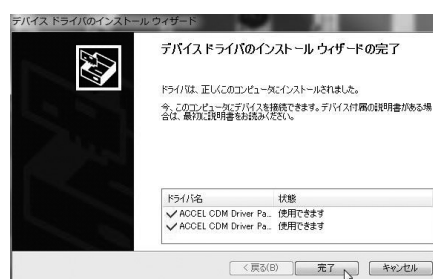 デバイス ドライバのインストール ウィザード
デバイス ドライバのインストール ウィザードの完了
ドライバは、正しくこのコンピュータにインストールされました。
今、このコンピュータにデバイスを接続できます。デバイス付属の説明書がある場
合は、最初に説明書をお読みください。
ドライバ名 状態
ACCEL CDM Driver Pa... 使用できます
ACCEL CDM Driver Pa... 使用できます
< 戻る(B) 完了 キャンセル